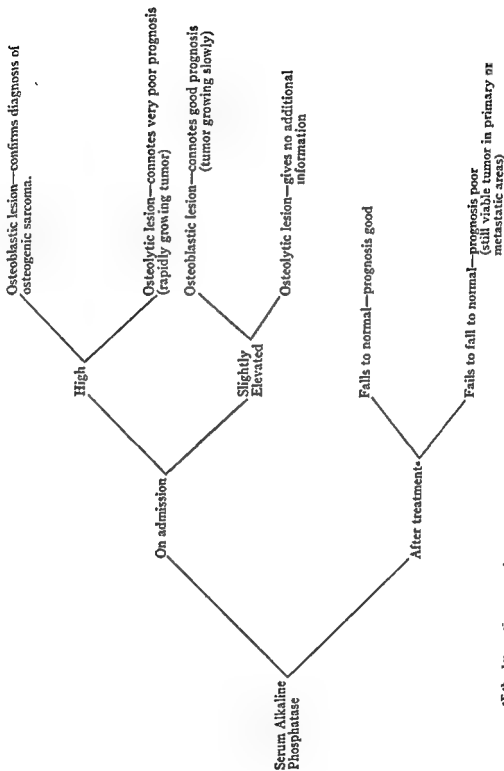 Serum Alkaline
Phosphatase
On admission
High
Osteoblastic lesion—confirms diagnosis of
osteogenic sarcoma.
Osteolytic lesion—connotes very poor prognosis
(rapidly growing tumor)
Slightly
Elevated
Osteoblastic lesion—connotes good prognosis
(tumor growing slowly)
Osteolytic lesion—gives no additional
information
After treatment*
Falls to normal—prognosis good
Fails to fall to normal—prognosis poor
(still viable tumor in primary or
metastatic areas)